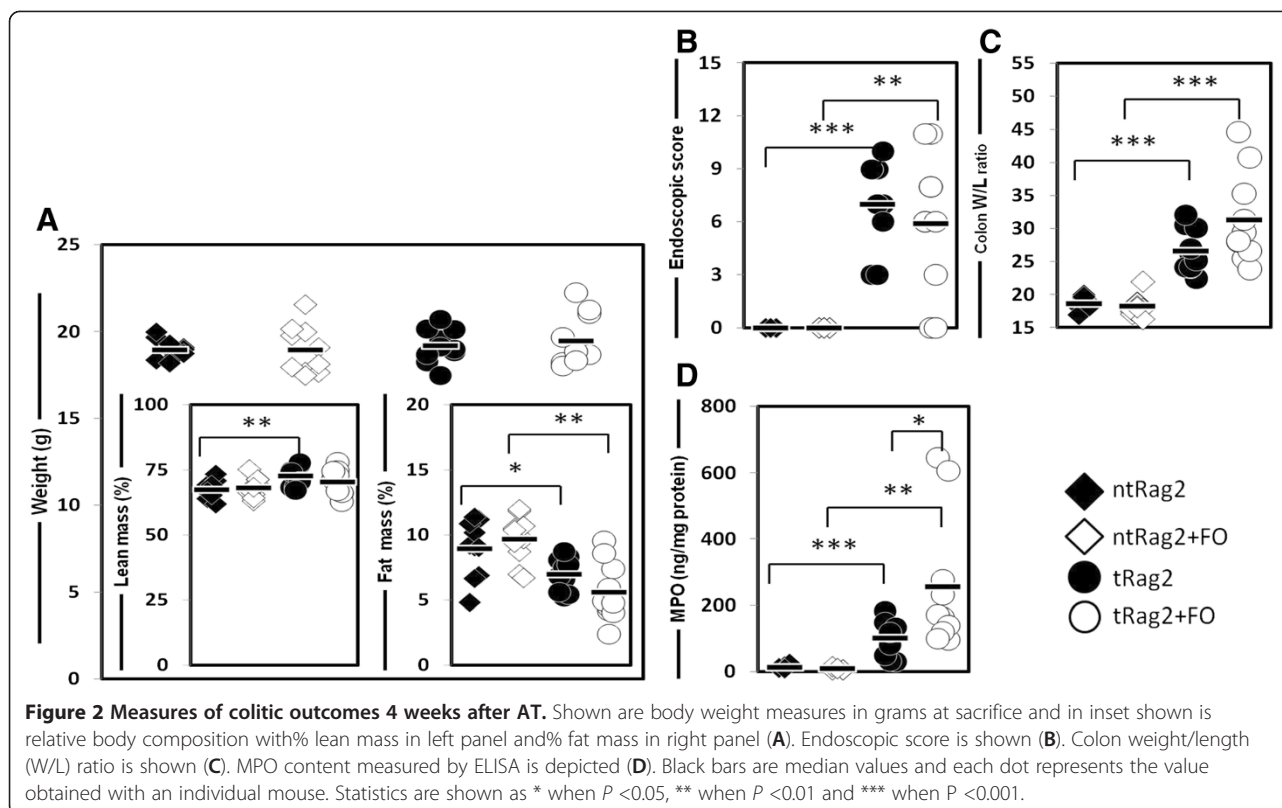 B
Endoscopic score
15
12
9
6
3
0
**
***
C
Colon W/L ratio
55
50
45
40
35
30
25
20
15
***
***
A
Weight (g)
25
20
15
10
5
0
Lean mass (%)
100
75
50
25
0
**
Fat mass (%)
20
15
10
5
0
**
*
D
MPO (ng/mg protein)
800
600
400
200
0
*
**
***
ntRag2
ntRag2+FO
tRag2
tRag2+FO
Figure 2 Measures of colitic outcomes 4 weeks after AT. Shown are body weight measures in grams at sacrifice and in inset shown is
relative body composition with% lean mass in left panel and% fat mass in right panel (A). Endoscopic score is shown (B). Colon weight/length
(W/L) ratio is shown (C). MPO content measured by ELISA is depicted (D). Black bars are median values and each dot represents the value
obtained with an individual mouse. Statistics are shown as * when P <0.05, ** when P <0.01 and *** when P <0.001.